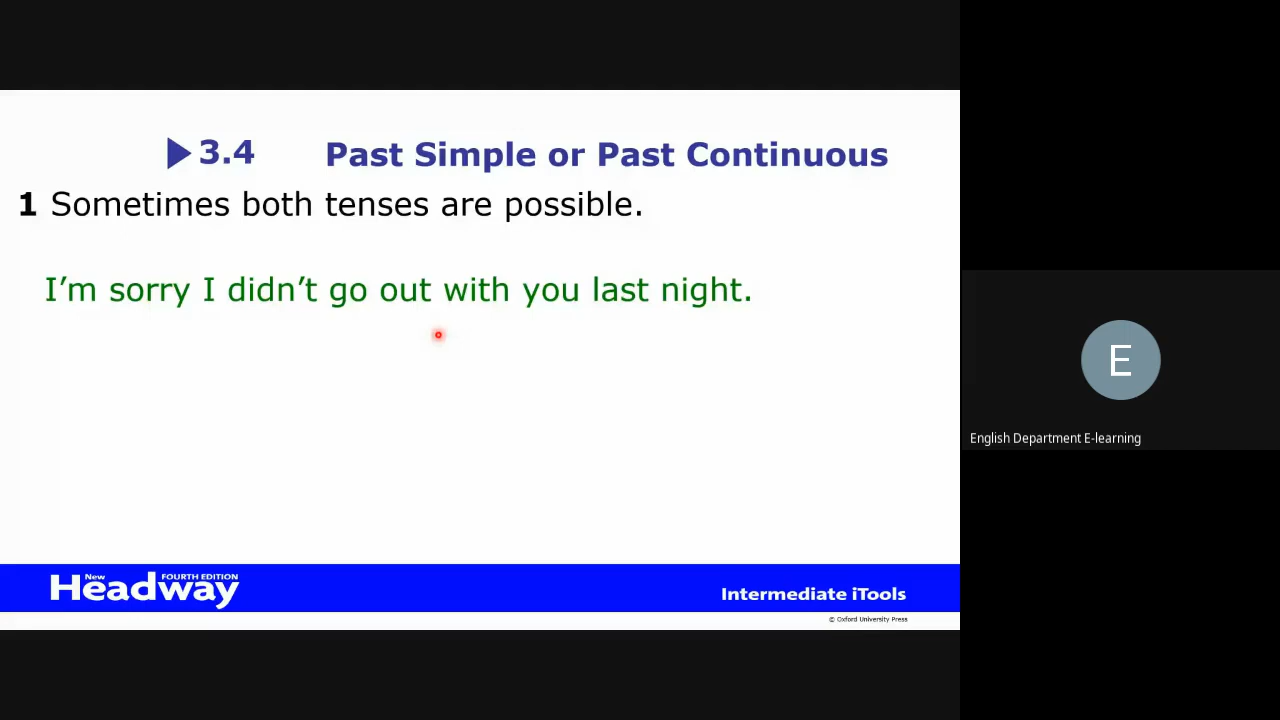 3.4 Past Simple or Past Continuous
1 Sometimes both tenses are possible.
I’m sorry I didn’t go out with you last night.
E
English Department E-learning
New Headway FOURTH EDITION
Intermediate iTools
© Oxford University Press